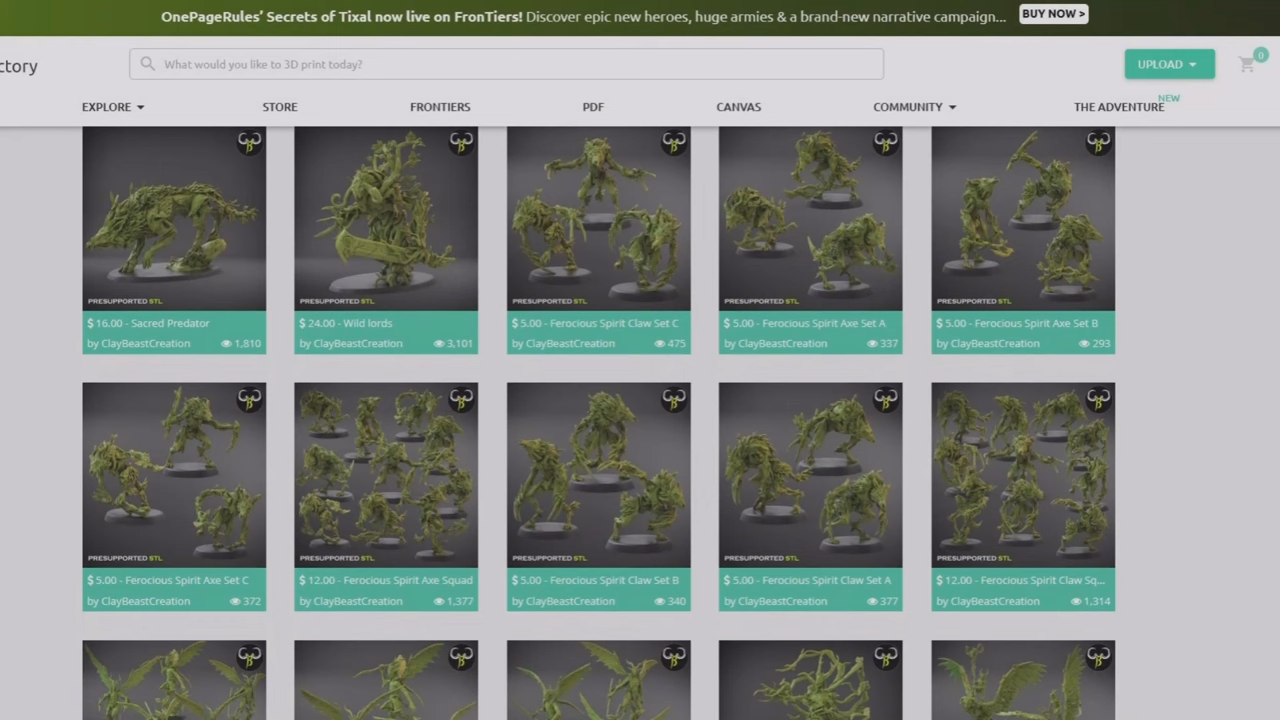 OnePageRules' Secrets of Tixal now live on FronTiers! Discover epic new heroes, huge armies & a brand-new narrative campaign... BUY NOW >
ctory
What would you like to 3D print today?
UPLOAD
0
EXPLORE STORE FRONTIERS PDF CANVAS COMMUNITY THE ADVENTURE NEW
PRESUPPORTED STL PRESUPPORTED STL PRESUPPORTED STL PRESUPPORTED STL PRESUPPORTED STL
$ 16.00 - Sacred Predator
by ClayBeastCreation 1,810
$ 24.00 - Wild lords
by ClayBeastCreation 3,101
$ 5.00 - Ferocious Spirit Claw Set C
by ClayBeastCreation 475
$ 5.00 - Ferocious Spirit Axe Set A
by ClayBeastCreation 337
$ 5.00 - Ferocious Spirit Axe Set B
by ClayBeastCreation 293
PRESUPPORTED STL PRESUPPORTED STL PRESUPPORTED STL PRESUPPORTED STL PRESUPPORTED STL
$ 5.00 - Ferocious Spirit Axe Set C
by ClayBeastCreation 372
$ 12.00 - Ferocious Spirit Axe Squad
by ClayBeastCreation 1,377
$ 5.00 - Ferocious Spirit Claw Set B
by ClayBeastCreation 340
$ 5.00 - Ferocious Spirit Claw Set A
by ClayBeastCreation 377
$ 12.00 - Ferocious Spirit Claw Sq...
by ClayBeastCreation 1,314